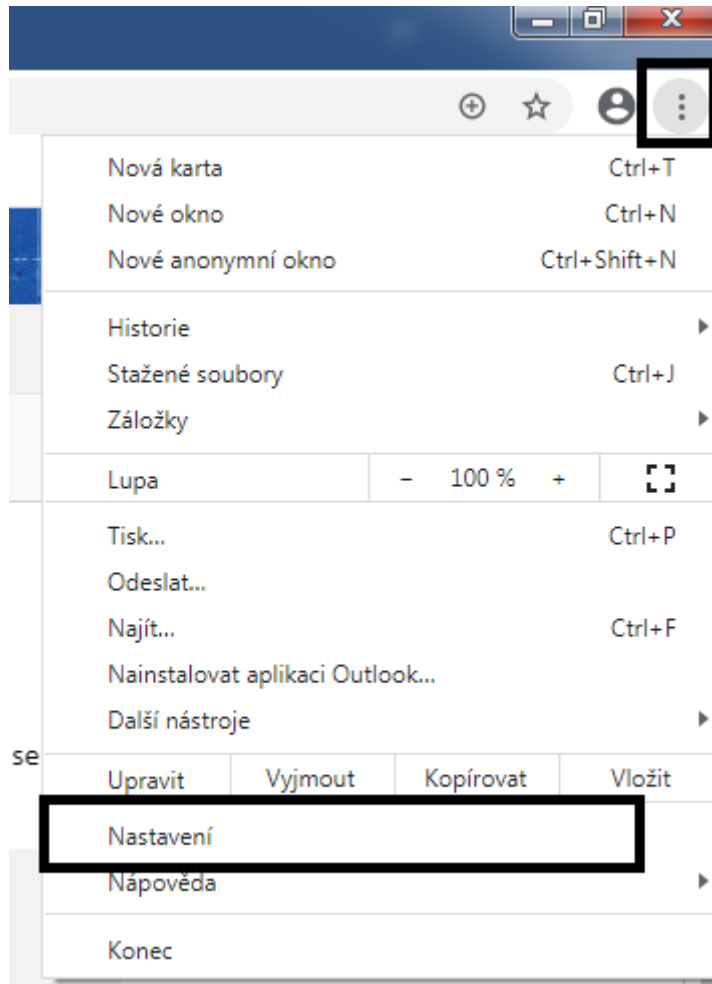 Nová karta Ctrl+T
Nové okno Ctrl+N
Nové anonymní okno Ctrl+Shift+N
Historie
Stažené soubory Ctrl+J
Záložky
Lupa - 100 % +
Tisk... Ctrl+P
Odeslat...
Najít... Ctrl+F
Nainstalovat aplikaci Outlook...
Další nástroje
se
Upravit Vyjmout Kopírovat Vložit
Nastavení
Nápověda
Konec